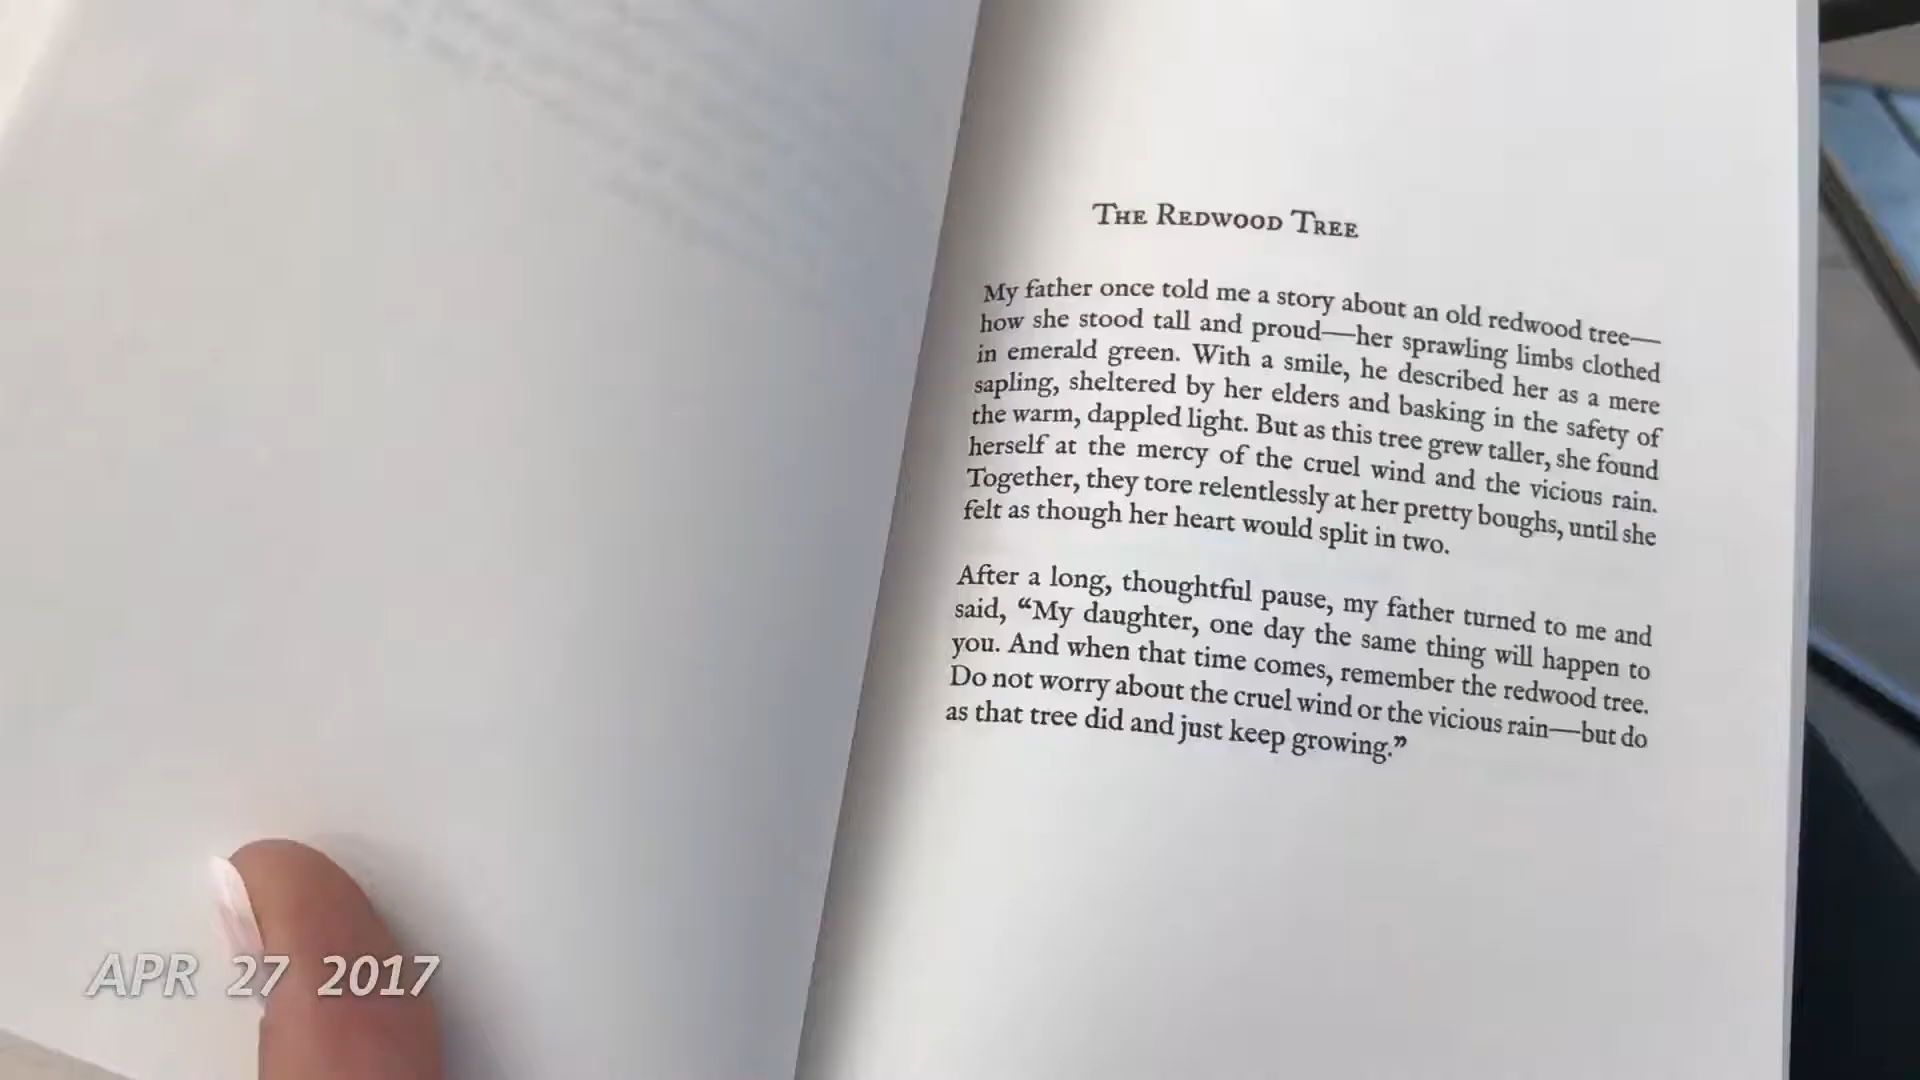 THE REDWOOD TREE
My father once told me a story about an old redwood tree—
how she stood tall and proud—her sprawling limbs clothed
in emerald green. With a smile, he described her as a mere
sapling, sheltered by her elders and basking in the safety of
the warm, dappled light. But as this tree grew taller, she found
herself at the mercy of the cruel wind and the vicious rain.
Together, they tore relentlessly at her pretty boughs, until she
felt as though her heart would split in two.
After a long, thoughtful pause, my father turned to me and
said, “My daughter, one day the same thing will happen to
you. And when that time comes, remember the redwood tree.
Do not worry about the cruel wind or the vicious rain—but do
as that tree did and just keep growing.”
APR 27 2017